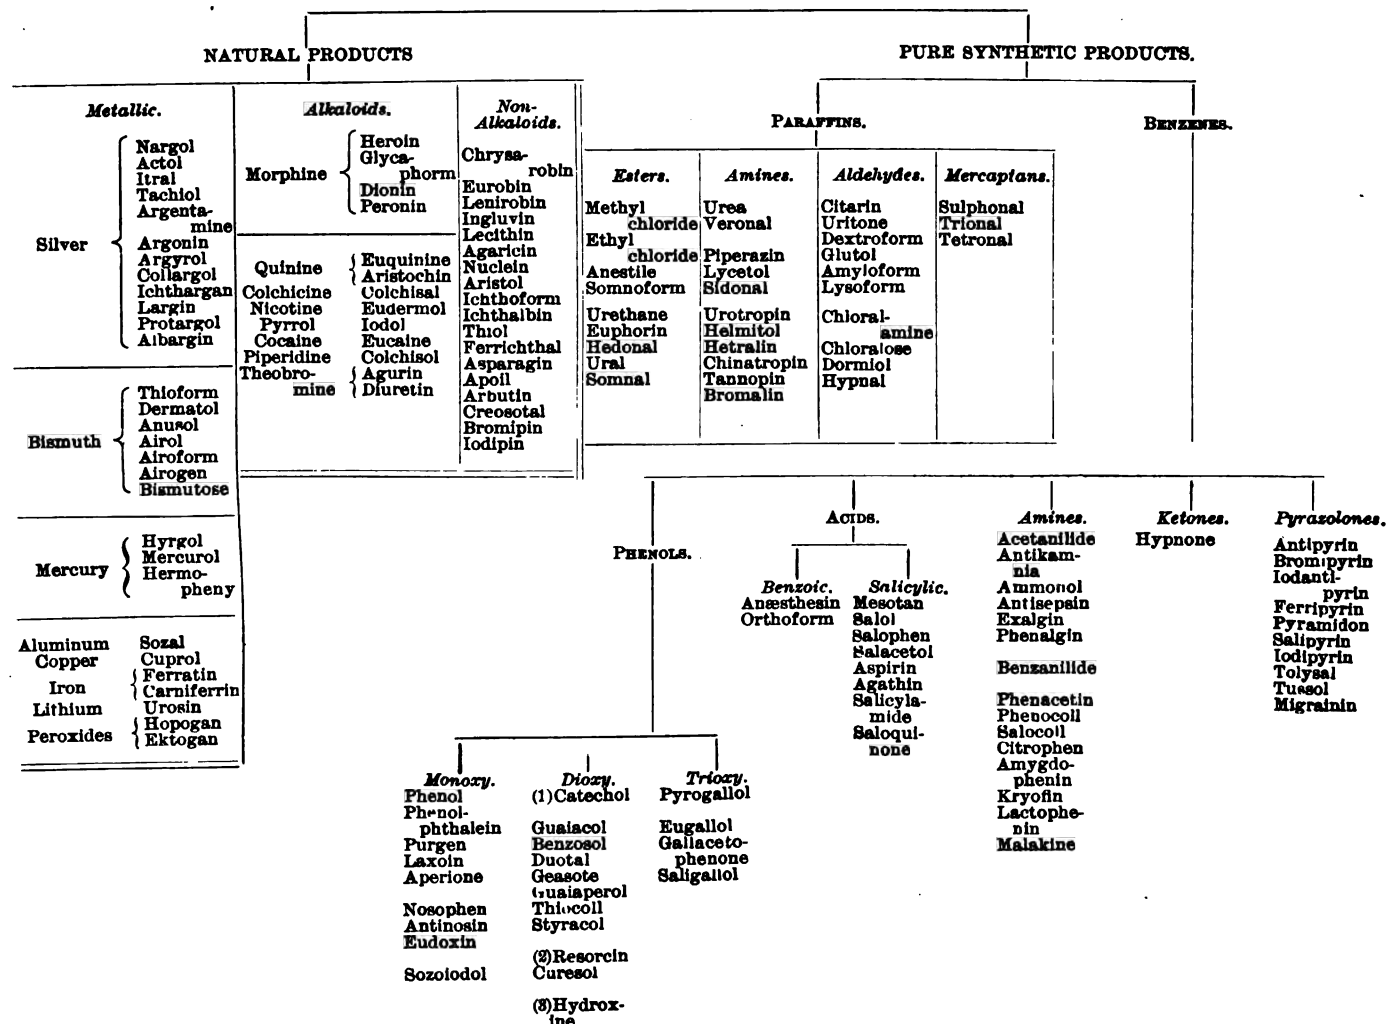 NATURAL PRODUCTS
PURE SYNTHETIC PRODUCTS.
Metallic.
Silver
Nargol
Actol
Itral
Tachiol
Argenta-
mine
Argonin
Argyrol
Collargol
Ichthargan
Largin
Protargol
Albargin
Bismuth
Thioform
Dermatol
Anusol
Airol
Airoform
Airogen
Bismutose
Mercury
Hyrgol
Mercurol
Hermo-
pheny
Aluminum Sozal
Copper Cuprol
Iron
Ferratin
Carniferrin
Lithium Urosin
Peroxides
Hopogan
Ektogan
Alkaloids.
Morphine
Heroin
Glyca-
phorm
Dionin
Peronin
Quinine
Euquinine
Aristochin
Colchicine Colchisal
Nicotine Eudermol
Pyrrol Iodol
Cocaine Eucaine
Piperidine Colchisol
Theobro-
mine
Agurin
Diuretin
Non-
Alkaloids.
Chrysa-
robin
Eurobin
Lenirobin
Ingluvin
Lecithin
Agaricin
Nuclein
Aristol
Ichthoform
Ichthalbin
Thiol
Ferrichthal
Asparagin
Apoil
Arbutin
Creosotal
Bromipin
Iodipin
PARAFFINS.
Esters.
Methyl
chloride
Ethyl
chloride
Anestile
Somnoform
Urethane
Euphorin
Hedonal
Ural
Somnal
Amines.
Urea
Veronal
Piperazin
Lycetol
Sidonal
Urotropin
Helmitol
Hetralin
Chinatropin
Tannopin
Bromalin
Aldehydes.
Citarin
Uritone
Dextroform
Glutol
Amyloform
Lysoform
Chloral-
amine
Chloralose
Dormiol
Hypnal
Mercaptans.
Sulphonal
Trional
Tetronal
BENZENES.
PHENOLS.
Monoxy.
Phenol
Phenol-
phthalein
Purgen
Laxoin
Aperione
Nosophen
Antinosin
Eudoxin
Sozoiodol
Dioxy.
(1)Catechol
Guaiacol
Benzosol
Duotal
Geasote
Guaiaperol
Thiocoll
Styracol
(2)Resorcin
Curesol
(3)Hydrox-
ine
Trioxy.
Pyrogallol
Eugallol
Gallaceto-
phenone
Saligallol
ACIDS.
Benzoic.
Anæsthesin
Orthoform
Salicylic.
Mesotan
Salol
Salophen
Salacetol
Aspirin
Agathin
Salicyla-
mide
Saloqui-
none
Amines.
Acetanilide
Antikam-
nia
Ammonol
Antisepsin
Exalgin
Phenalgin
Benzanilide
Phenacetin
Phenocoll
Salocoll
Citrophen
Amygdo-
phenin
Kryofin
Lactophe-
nin
Malakine
Ketones.
Hypnone
Pyrazolones.
Antipyrin
Bromipyrin
Iodanti-
pyrin
Ferripyrin
Pyramidon
Salipyrin
Iodipyrin
Tolysal
Tussol
Migrainin